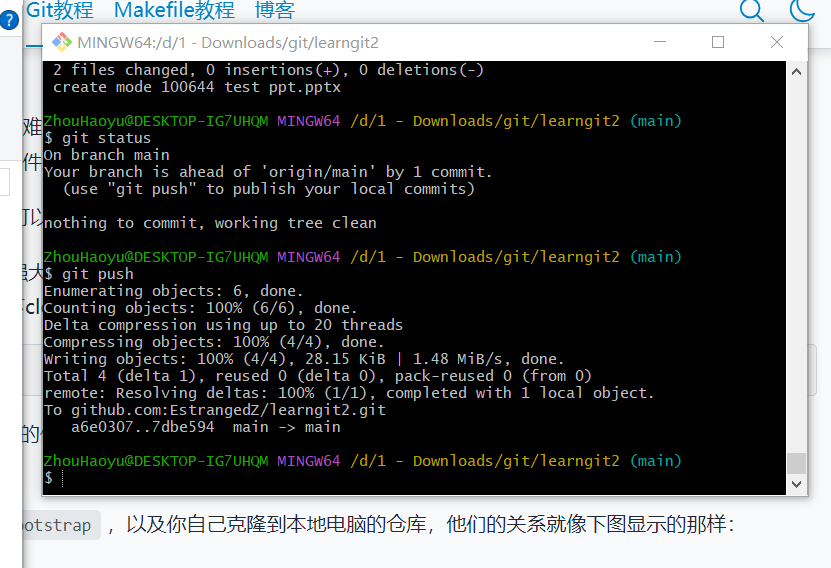 Git教程 Makefile教程 博客
?
MINGW64:/d/1 - Downloads/git/learngit2
2 files changed, 0 insertions(+), 0 deletions(-)
create mode 100644 test ppt.pptx
难
ZhouHaoyu@DESKTOP-IG7UHQM MINGW64 /d/1 - Downloads/git/learngit2 (main)
$ git status
On branch main
件
Your branch is ahead of 'origin/main' by 1 commit.
(use "git push" to publish your local commits)
可以
nothing to commit, working tree clean
ZhouHaoyu@DESKTOP-IG7UHQM MINGW64 /d/1 - Downloads/git/learngit2 (main)
强大
$ git push
Enumerating objects: 6, done.
Counting objects: 100% (6/6), done.
Delta compression using up to 20 threads
Compressing objects: 100% (4/4), done.
Writing objects: 100% (4/4), 28.15 KiB | 1.48 MiB/s, done.
Total 4 (delta 1), reused 0 (delta 0), pack-reused 0 (from 0)
remote: Resolving deltas: 100% (1/1), completed with 1 local object.
To github.com:EstrangedZ/learngit2.git
a6e0307..7dbe594  main -> main
的
ZhouHaoyu@DESKTOP-IG7UHQM MINGW64 /d/1 - Downloads/git/learngit2 (main)
$
ootstrap ，以及你自己克隆到本地电脑的仓库，他们的关系就像下图显示的那样：